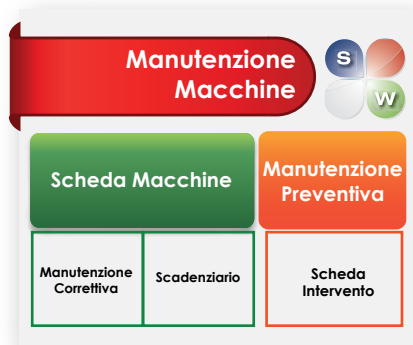 Manutenzione
Macchine
S
W
Scheda Macchine
Manutenzione
Preventiva
Manutenzione
Correttiva
Scadenziario
Scheda
Intervento